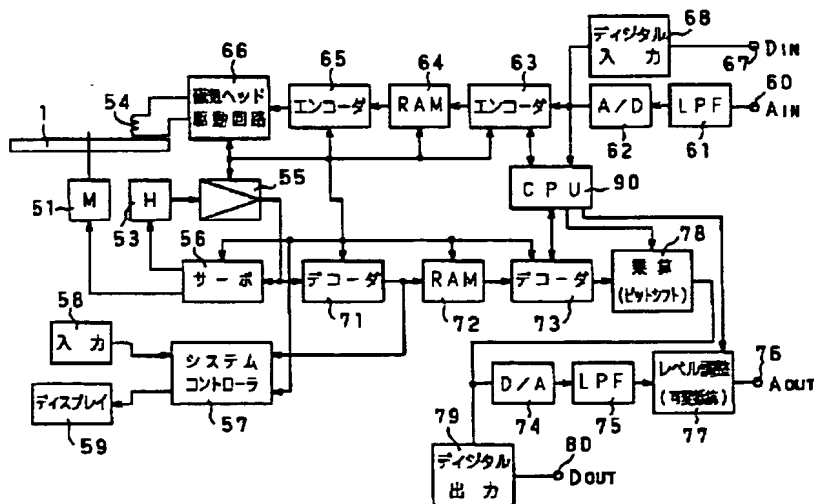 68
ディジタル
入力
67
DIN
66
65
64
63
60
AIN
54
磁気ヘッド
駆動回路
エンコーダ
RAM
エンコーダ
A/D
LPF
62
61
1
55
CPU
90
M
51
H
53
78
乗算
(ビットシフト)
56
サーボ
デコーダ
71
RAM
72
デコーダ
73
58
入力
システム
コントローラ
57
ディスプレイ
59
D/A
74
LPF
75
レベル調整
(可変抵抗)
77
76
AOUT
79
ディジタル
出力
80
DOUT